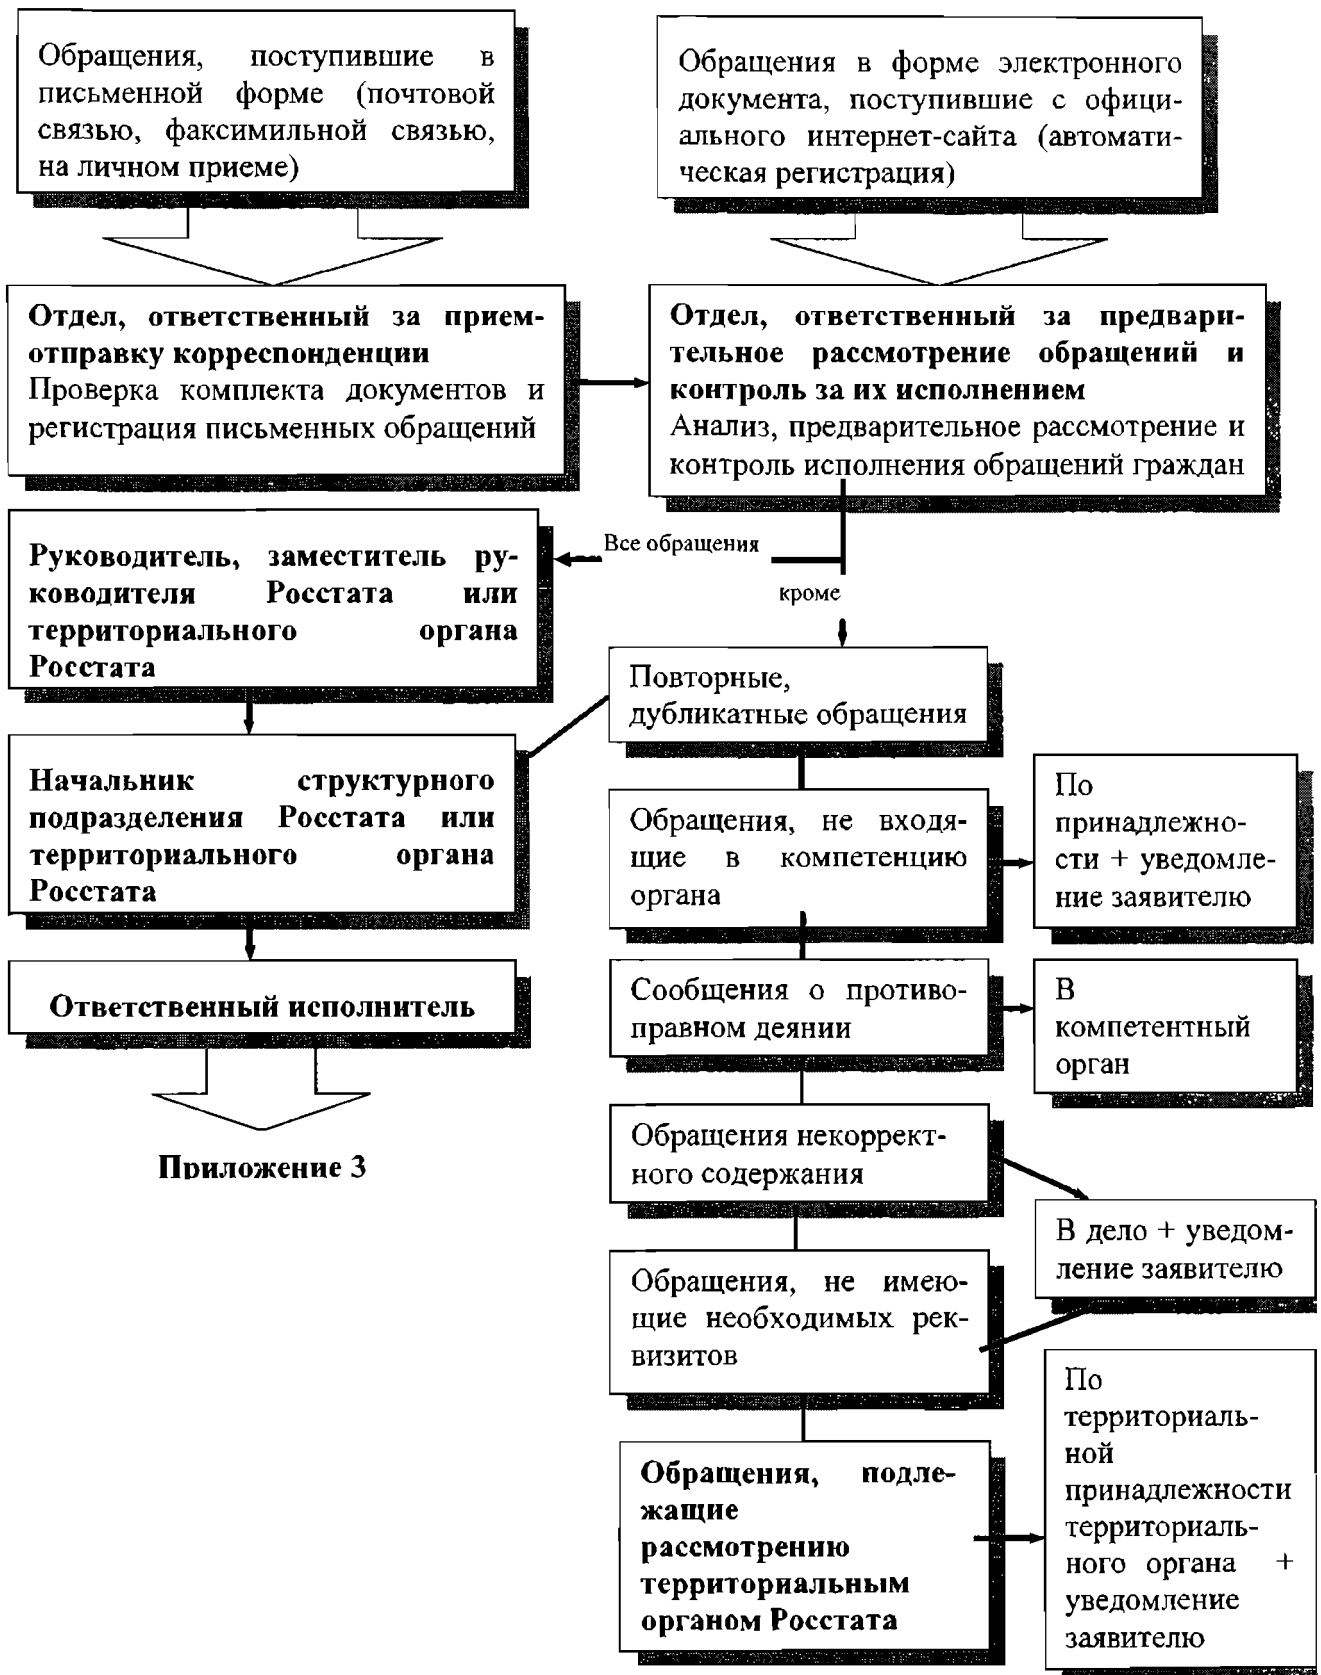 Обращения, поступившие в
письменной форме (почтовой
связью, факсимильной связью,
на личном приеме)
Обращения в форме электронного
документа, поступившие с офици-
ального интернет-сайта (автомати-
ческая регистрация)
Отдел, ответственный за прием-
отправку корреспонденции
Проверка комплекта документов и
регистрация письменных обращений
Отдел, ответственный за предвари-
тельное рассмотрение обращений и
контроль за их исполнением
Анализ, предварительное рассмотрение и
контроль исполнения обращений граждан
Руководитель, заместитель ру-
ководителя Росстата или
территориального органа
Росстата
Все обращения
кроме
Начальник структурного
подразделения Росстата или
территориального органа
Росстата
Ответственный исполнитель
Приложение 3
Повторные,
дубликатные обращения
Обращения, не входя-
щие в компетенцию
органа
По
принадлежно-
сти + уведомле-
ние заявителю
Сообщения о противо-
правном деянии
В
компетентный
орган
Обращения некоррект-
ного содержания
В дело + уведом-
ление заявителю
Обращения, не имею-
щие необходимых рек-
визитов
Обращения, подле-
жащие
рассмотрению
территориальным
органом Росстата
По
территориаль-
ной
принадлежности
территориаль-
ного органа +
уведомление
заявителю